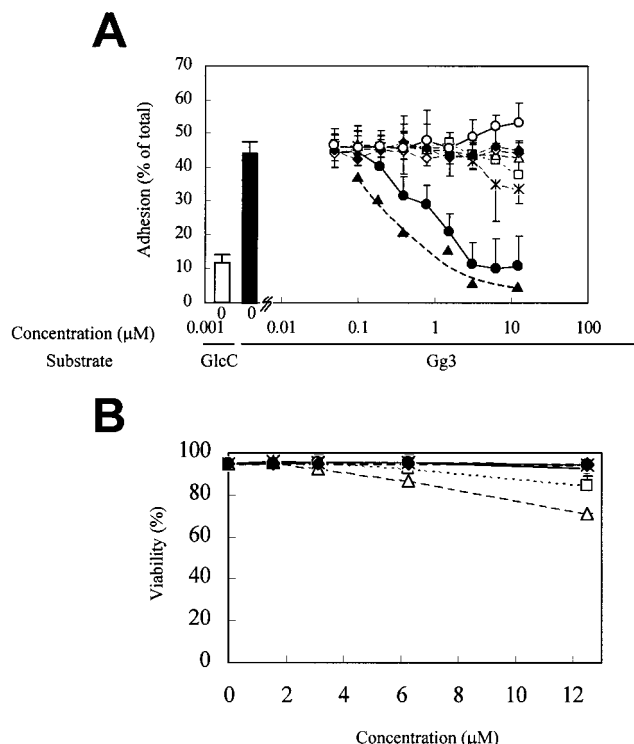 A
70
60
50
40
30
20
10
0
Adhesion (% of total)
0 0
Concentration (μM) 0.001 0.01 0.1 1 10 100
Substrate GlcC Gg3
B
100
80
60
40
20
0
Viability (%)
0 2 4 6 8 10 12
Concentration (μM)